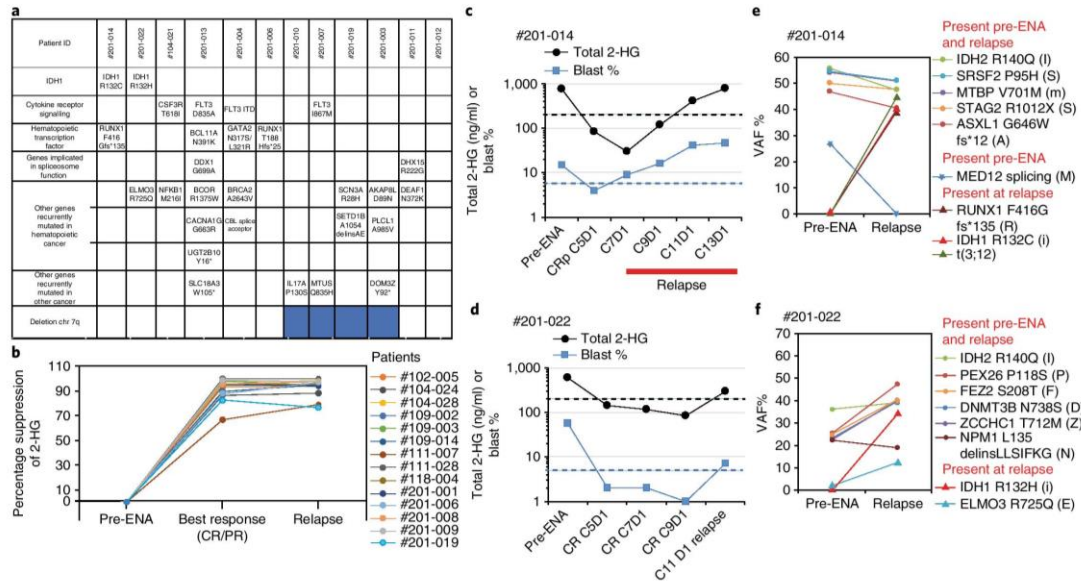 a
Patient ID
#201-014
#201-022
#104-021
#201-013
#201-004
#201-006
#201-010
#201-007
#201-019
#201-003
#201-011
#201-012
IDH1
IDH1
R132C
IDH1
R132H
Cytokine receptor
signalling
CSF3R
T618I
FLT3
D835A
FLT3 ITD
FLT3
I867M
Hematopoietic
transcription
factor
RUNX1
F416
Gfs*135
BCL11A
N391K
GATA2
N317S/
L321R
RUNX1
T188
Hfs*25
Genes implicated
in spliceosome
function
DDX1
G699A
DHX15
R222G
Other genes
recurrently
mutated in
hematopoietic
cancer
ELMO3
R725Q
NFKB1
M216I
BCOR
R1375W
BRCA2
A2643V
SCN3A
R28H
AKAP8L
D89N
DEAF1
N372K
CACNA1G
G663R
CBL splice
acceptor
SETD1B
A1054
delinsAE
PLCL1
A985V
UGT2B10
Y16*
Other genes
recurrently
mutated in
other cancer
SLC18A3
W105*
IL17A
P130S
MTUS
Q835H
DOM3Z
Y92*
Deletion chr 7q
b
Percentage suppression
of 2-HG
110
90
70
50
30
10
0
Pre-ENA
Best response
(CR/PR)
Relapse
Patients
#102-005
#104-024
#104-028
#109-002
#109-003
#109-014
#111-007
#111-028
#118-004
#201-001
#201-006
#201-008
#201-009
#201-019
c
#201-014
Total 2-HG
Blast %
Total 2-HG (ng/ml) or
blast %
1,000
100
10
1
Pre-ENA
CRp C5D1
C7D1
C9D1
C11D1
C13D1
Relapse
d
#201-022
Total 2-HG
Blast %
Total 2-HG (ng/ml) or
blast %
1,000
100
10
1
Pre-ENA
CR C5D1
CR C7D1
CR C9D1
C11 D1 relapse
e
#201-014
VAF %
60
50
40
30
20
10
0
Pre-ENA
Relapse
Present pre-ENA
and relapse
IDH2 R140Q (I)
SRSF2 P95H (S)
MTBP V701M (m)
STAG2 R1012X (S)
ASXL1 G646W
fs*12 (A)
Present pre-ENA
MED12 splicing (M)
Present at relapse
RUNX1 F416G
fs*135 (R)
IDH1 R132C (i)
t(3;12)
f
#201-022
VAF%
70
60
50
40
30
20
10
0
Pre-ENA
Relapse
Present pre-ENA
and relapse
IDH2 R140Q (I)
PEX26 P118S (P)
FEZ2 S208T (F)
DNMT3B N738S (D
ZCCHC1 T712M (Z)
NPM1 L135
delinsLLSIFKG (N)
Present at relapse
IDH1 R132H (i)
ELMO3 R725Q (E)